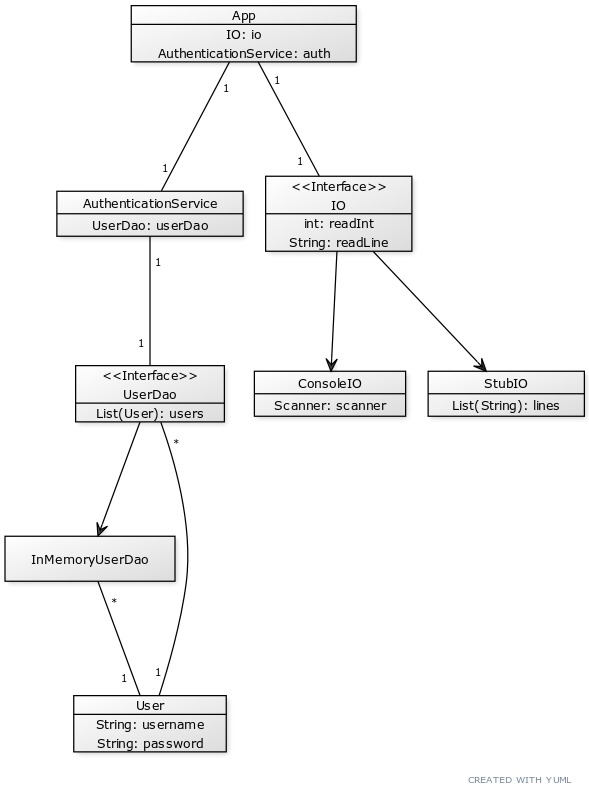 App
IO: io
AuthenticationService: auth
1
1
1
1
AuthenticationService
UserDao: userDao
<<Interface>>
IO
int: readInt
String: readLine
1
1
<<Interface>>
UserDao
List(User): users
ConsoleIO
Scanner: scanner
StubIO
List(String): lines
*
InMemoryUserDao
*
1
1
User
String: username
String: password
CREATED WITH YUML